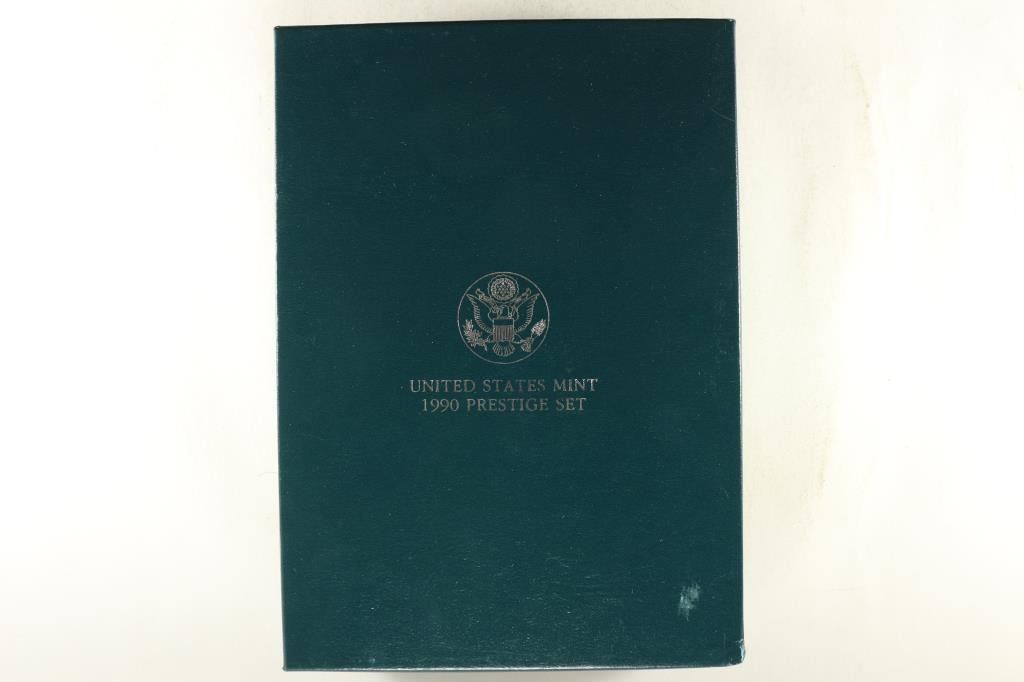 UNITED STATES MINT
1990 PRESTIGE SET